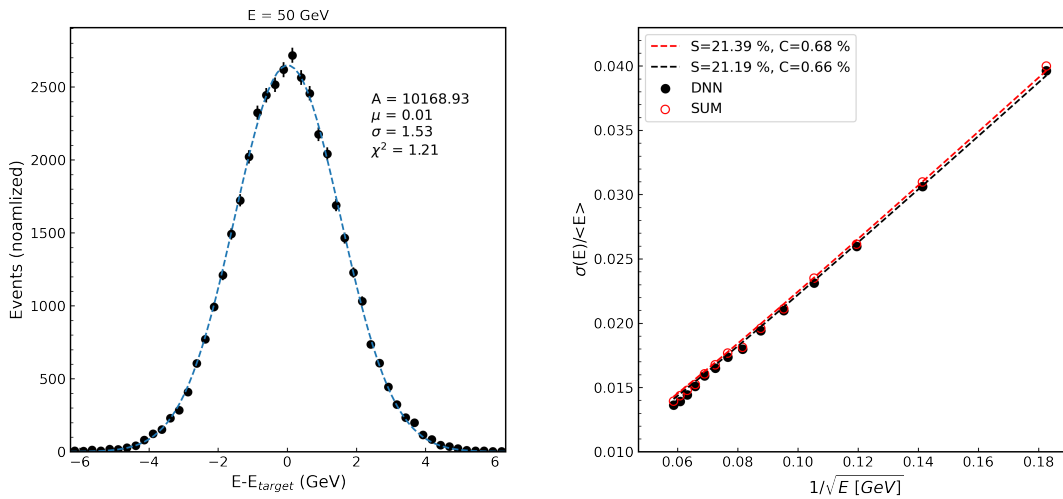 E = 50 GeV
Events (noamlized)
2500
2000
1500
1000
500
0
A = 10168.93
μ = 0.01
σ = 1.53
χ² = 1.21
−6 −4 −2 0 2 4 6
E-E_target (GeV)
σ(E)/<E>
0.040
0.035
0.030
0.025
0.020
0.015
0.010
S=21.39 %, C=0.68 %
S=21.19 %, C=0.66 %
DNN
SUM
0.06 0.08 0.10 0.12 0.14 0.16 0.18
1/√E [GeV]